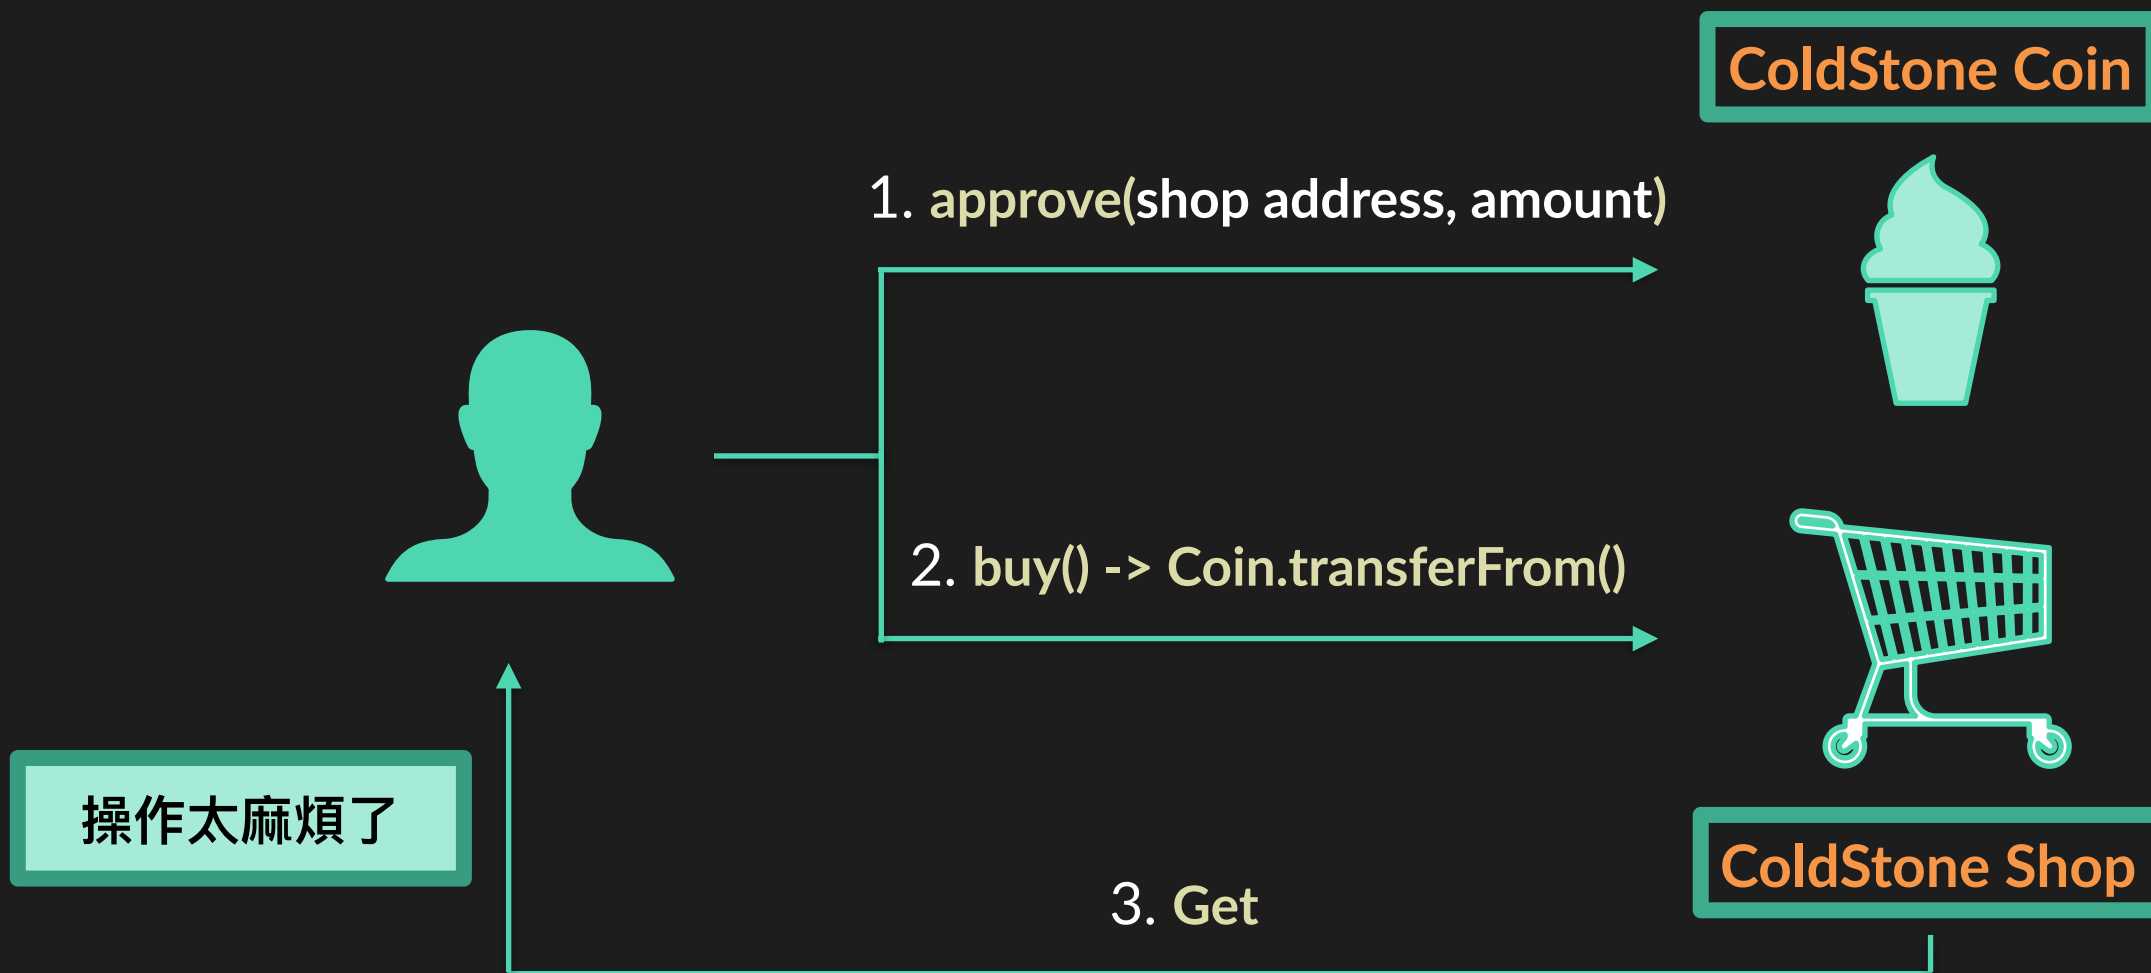 ColdStone Coin
1. approve(shop address, amount)
2. buy() -> Coin.transferFrom()
操作太麻煩了
ColdStone Shop
3. Get